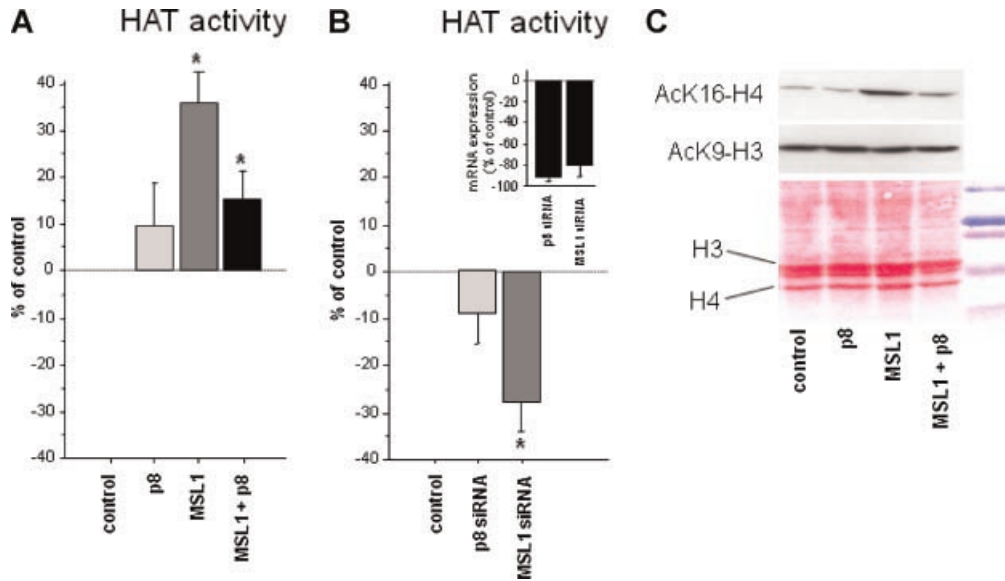 A
HAT activity
% of control
40
30
20
10
0
-10
-20
-30
-40
*
*
control
p8
MSL1
MSL1 + p8
B
HAT activity
% of control
40
30
20
10
0
-10
-20
-30
-40
*
control
p8 siRNA
MSL1 siRNA
mRNA expression
(% of control)
0
-20
-40
-60
-80
-100
p8 siRNA
MSL1 siRNA
C
AcK16-H4
AcK9-H3
H3
H4
control
p8
MSL1
MSL1 + p8